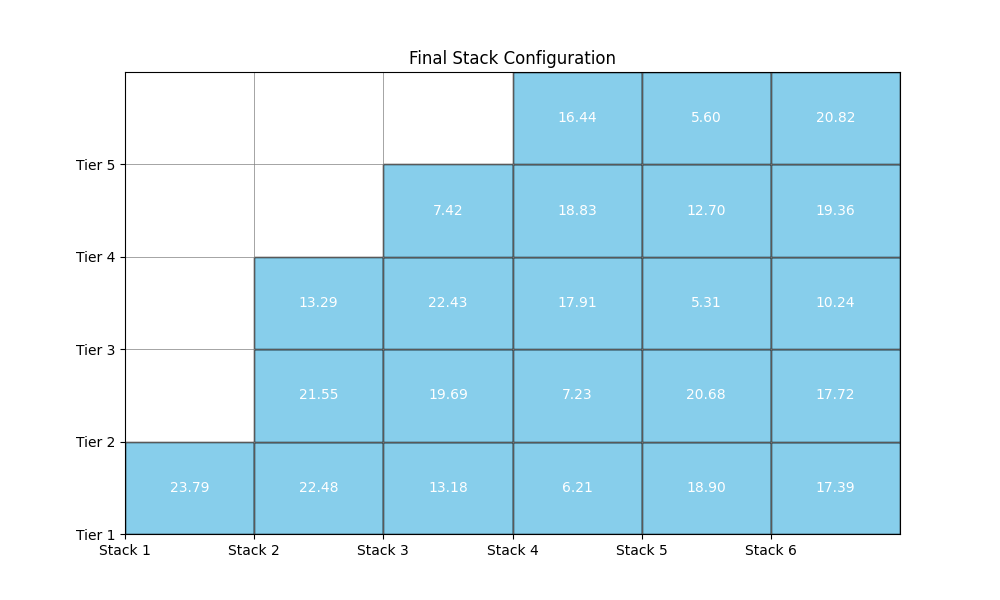 Final Stack Configuration
16.44 5.60 20.82
Tier 5
7.42 18.83 12.70 19.36
Tier 4
13.29 22.43 17.91 5.31 10.24
Tier 3
21.55 19.69 7.23 20.68 17.72
Tier 2
23.79 22.48 13.18 6.21 18.90 17.39
Tier 1
Stack 1 Stack 2 Stack 3 Stack 4 Stack 5 Stack 6